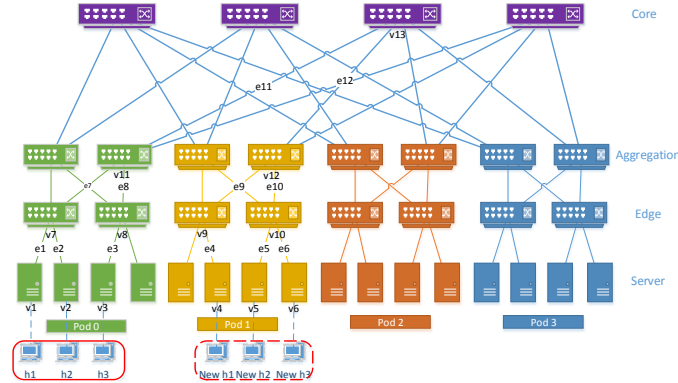 Core
v13
e12
e11
Aggregation
v11
v12
e7
e8
e9
e10
Edge
v7
v8
v9
v10
e1
e2
e3
e4
e5
e6
Server
v1
v2
v3
v4
v5
v6
Pod 0
Pod 1
Pod 2
Pod 3
h1
h2
h3
New h1
New h2
New h3